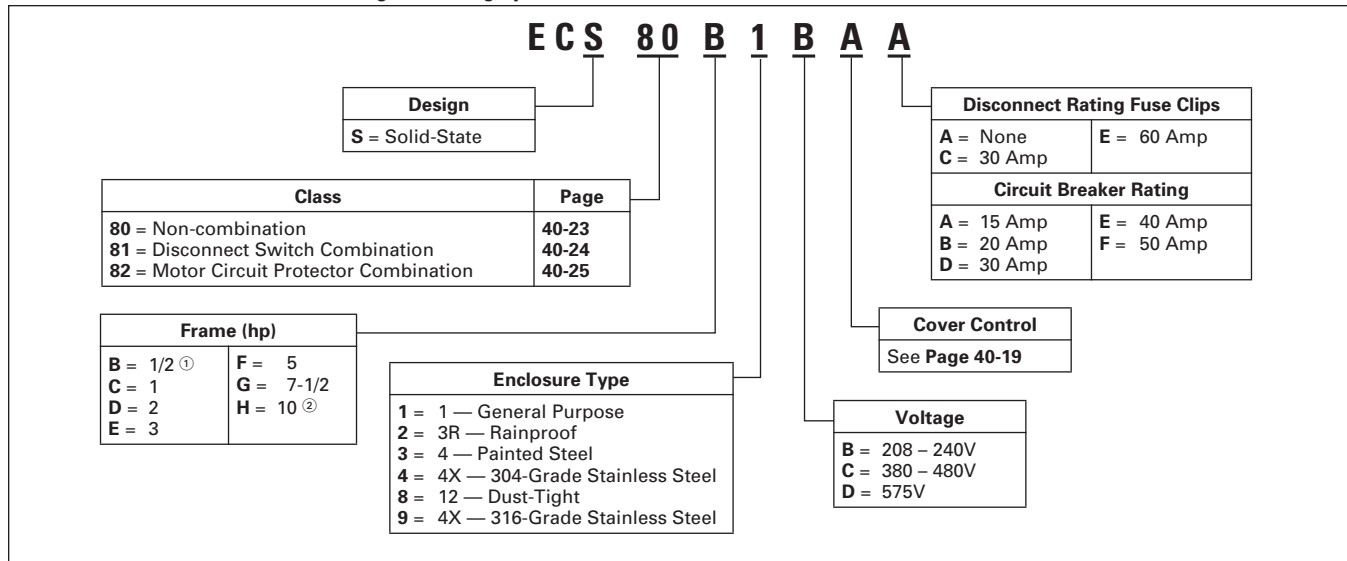 ECS 80 B 1 B A A
Design
S = Solid-State
Class Page
80 = Non-combination 40-23
81 = Disconnect Switch Combination 40-24
82 = Motor Circuit Protector Combination 40-25
Frame (hp)
B = 1/2 ① F = 5
C = 1 G = 7-1/2
D = 2 H = 10 ②
E = 3
Enclosure Type
1 = 1 — General Purpose
2 = 3R — Rainproof
3 = 4 — Painted Steel
4 = 4X — 304-Grade Stainless Steel
8 = 12 — Dust-Tight
9 = 4X — 316-Grade Stainless Steel
Disconnect Rating Fuse Clips
A = None E = 60 Amp
C = 30 Amp
Circuit Breaker Rating
A = 15 Amp E = 40 Amp
B = 20 Amp F = 50 Amp
D = 30 Amp
Cover Control
See Page 40-19
Voltage
B = 208 – 240V
C = 380 – 480V
D = 575V